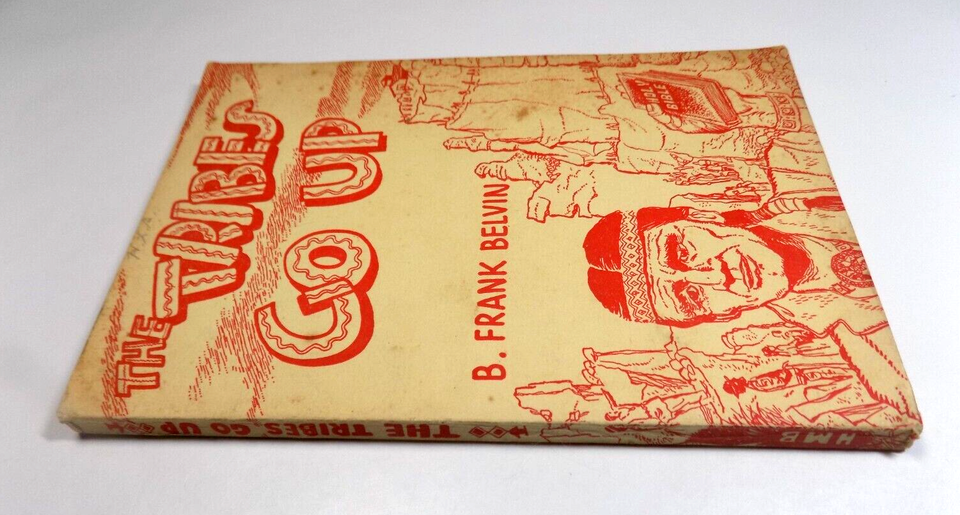 THE
TRIBES
GO UP
B. FRANK BELVIN
HOLY
BIBLE
THE TRIBES GO UP
HMB